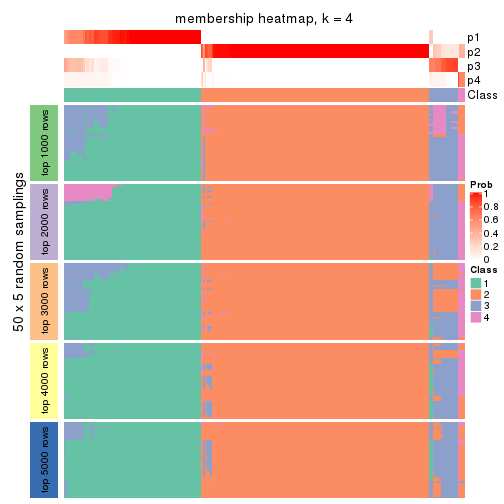 membership heatmap, k = 4
p1
p2
p3
p4
Class
50 x 5 random samplings
top 1000 rows
top 2000 rows
top 3000 rows
top 4000 rows
top 5000 rows
Prob
1
0.8
0.6
0.4
0.2
0
Class
1
2
3
4